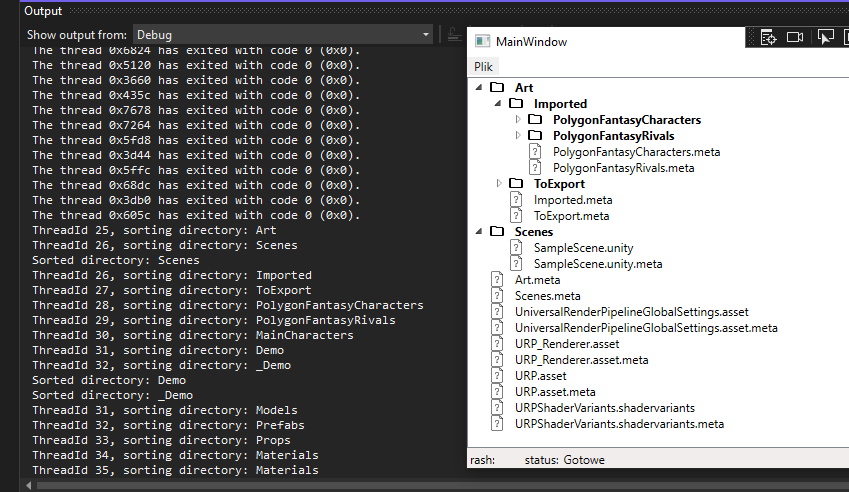 Output
Show output from: Debug
The thread 0x6824 has exited with code 0 (0x0).
The thread 0x5120 has exited with code 0 (0x0).
The thread 0x3660 has exited with code 0 (0x0).
The thread 0x435c has exited with code 0 (0x0).
The thread 0x7678 has exited with code 0 (0x0).
The thread 0x7264 has exited with code 0 (0x0).
The thread 0x5fd8 has exited with code 0 (0x0).
The thread 0x3d44 has exited with code 0 (0x0).
The thread 0x5ffc has exited with code 0 (0x0).
The thread 0x68dc has exited with code 0 (0x0).
The thread 0x3db0 has exited with code 0 (0x0).
The thread 0x605c has exited with code 0 (0x0).
ThreadId 25, sorting directory: Art
ThreadId 26, sorting directory: Scenes
Sorted directory: Scenes
ThreadId 26, sorting directory: Imported
ThreadId 27, sorting directory: ToExport
ThreadId 28, sorting directory: PolygonFantasyCharacters
ThreadId 29, sorting directory: PolygonFantasyRivals
ThreadId 30, sorting directory: MainCharacters
ThreadId 31, sorting directory: Demo
ThreadId 32, sorting directory: _Demo
Sorted directory: Demo
Sorted directory: _Demo
ThreadId 31, sorting directory: Models
ThreadId 32, sorting directory: Prefabs
ThreadId 33, sorting directory: Props
ThreadId 34, sorting directory: Materials
ThreadId 35, sorting directory: Materials
MainWindow
Plik
Art
Imported
PolygonFantasyCharacters
PolygonFantasyRivals
PolygonFantasyCharacters.meta
PolygonFantasyRivals.meta
ToExport
Imported.meta
ToExport.meta
Scenes
SampleScene.unity
SampleScene.unity.meta
Art.meta
Scenes.meta
UniversalRenderPipelineGlobalSettings.asset
UniversalRenderPipelineGlobalSettings.asset.meta
URP_Renderer.asset
URP_Renderer.asset.meta
URP.asset
URP.asset.meta
URPShaderVariants.shadervariants
URPShaderVariants.shadervariants.meta
rash: status: Gotowe